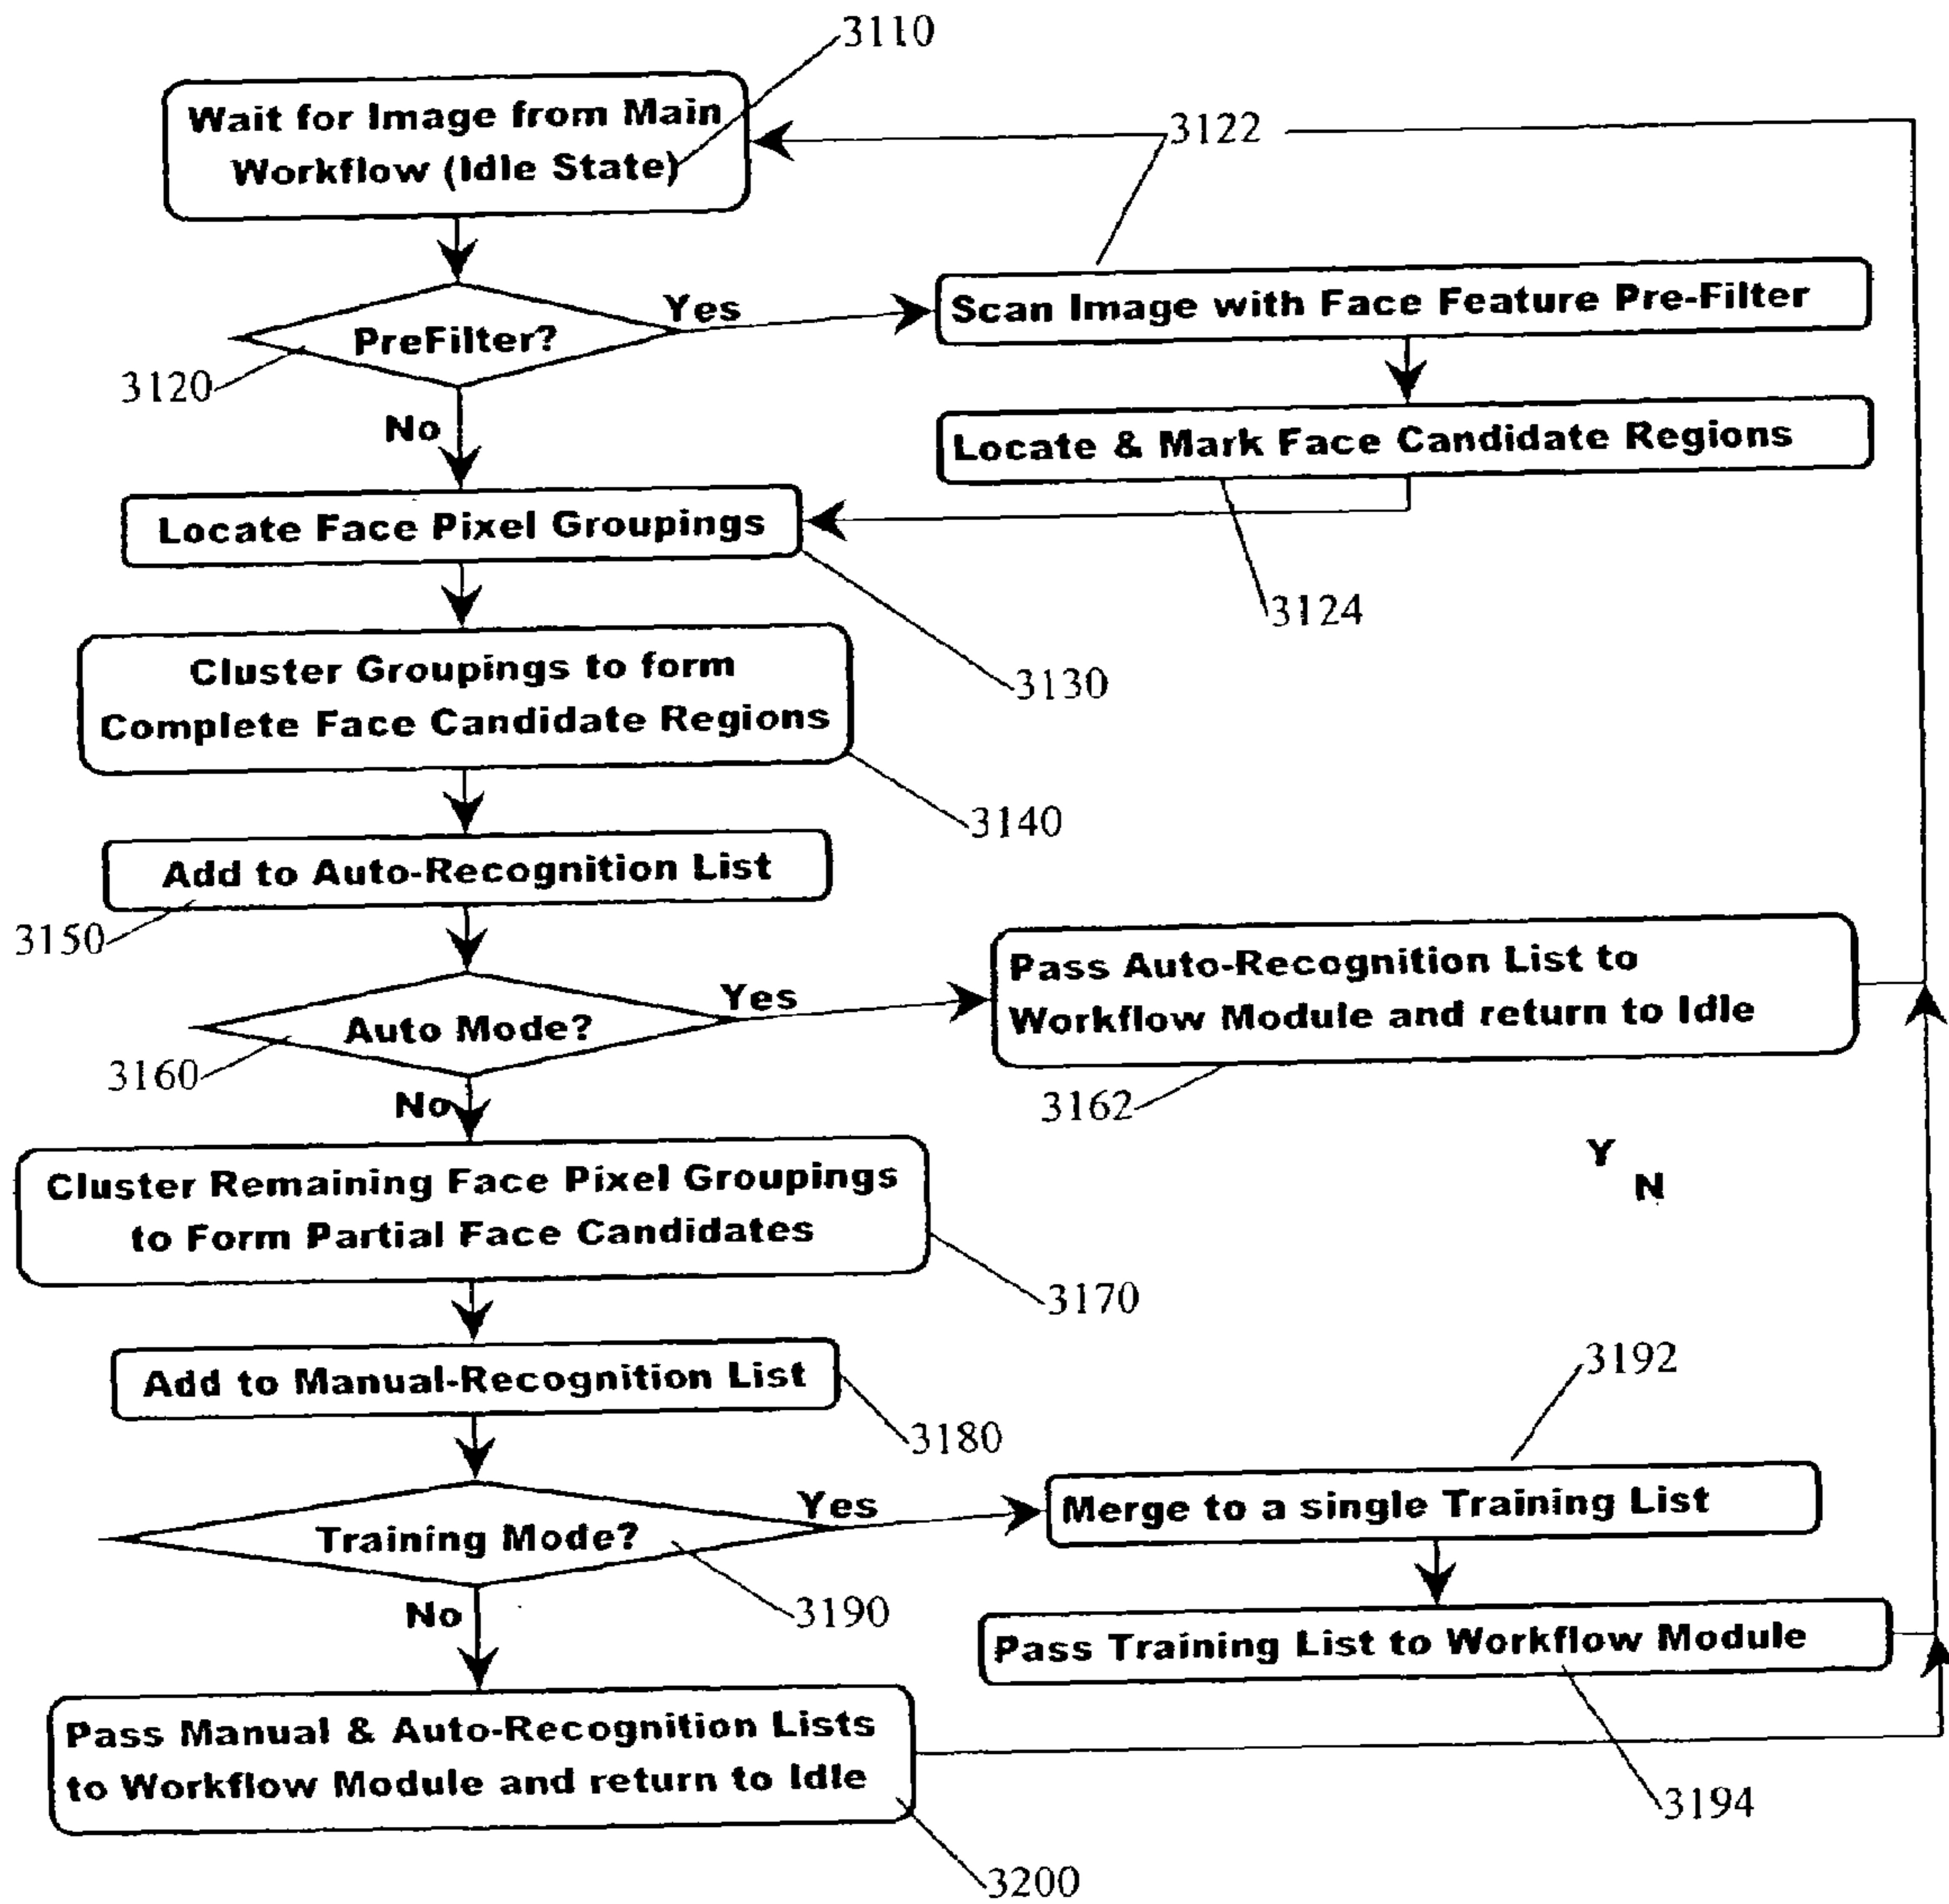 3110
Wait for Image from Main
Workflow (Idle State)
3122
Yes
Scan Image with Face Feature Pre-Filter
PreFilter?
3120
No
Locate & Mark Face Candidate Regions
Locate Face Pixel Groupings
3124
3130
Cluster Groupings to form
Complete Face Candidate Regions
3140
Add to Auto-Recognition List
3150
Pass Auto-Recognition List to
Workflow Module and return to Idle
Yes
Auto Mode?
3160
3162
No
Y
N
Cluster Remaining Face Pixel Groupings
to Form Partial Face Candidates
3170
3192
Add to Manual-Recognition List
3180
Yes
Merge to a single Training List
Training Mode?
3190
No
Pass Training List to Workflow Module
Pass Manual & Auto-Recognition Lists
to Workflow Module and return to Idle
3194
3200